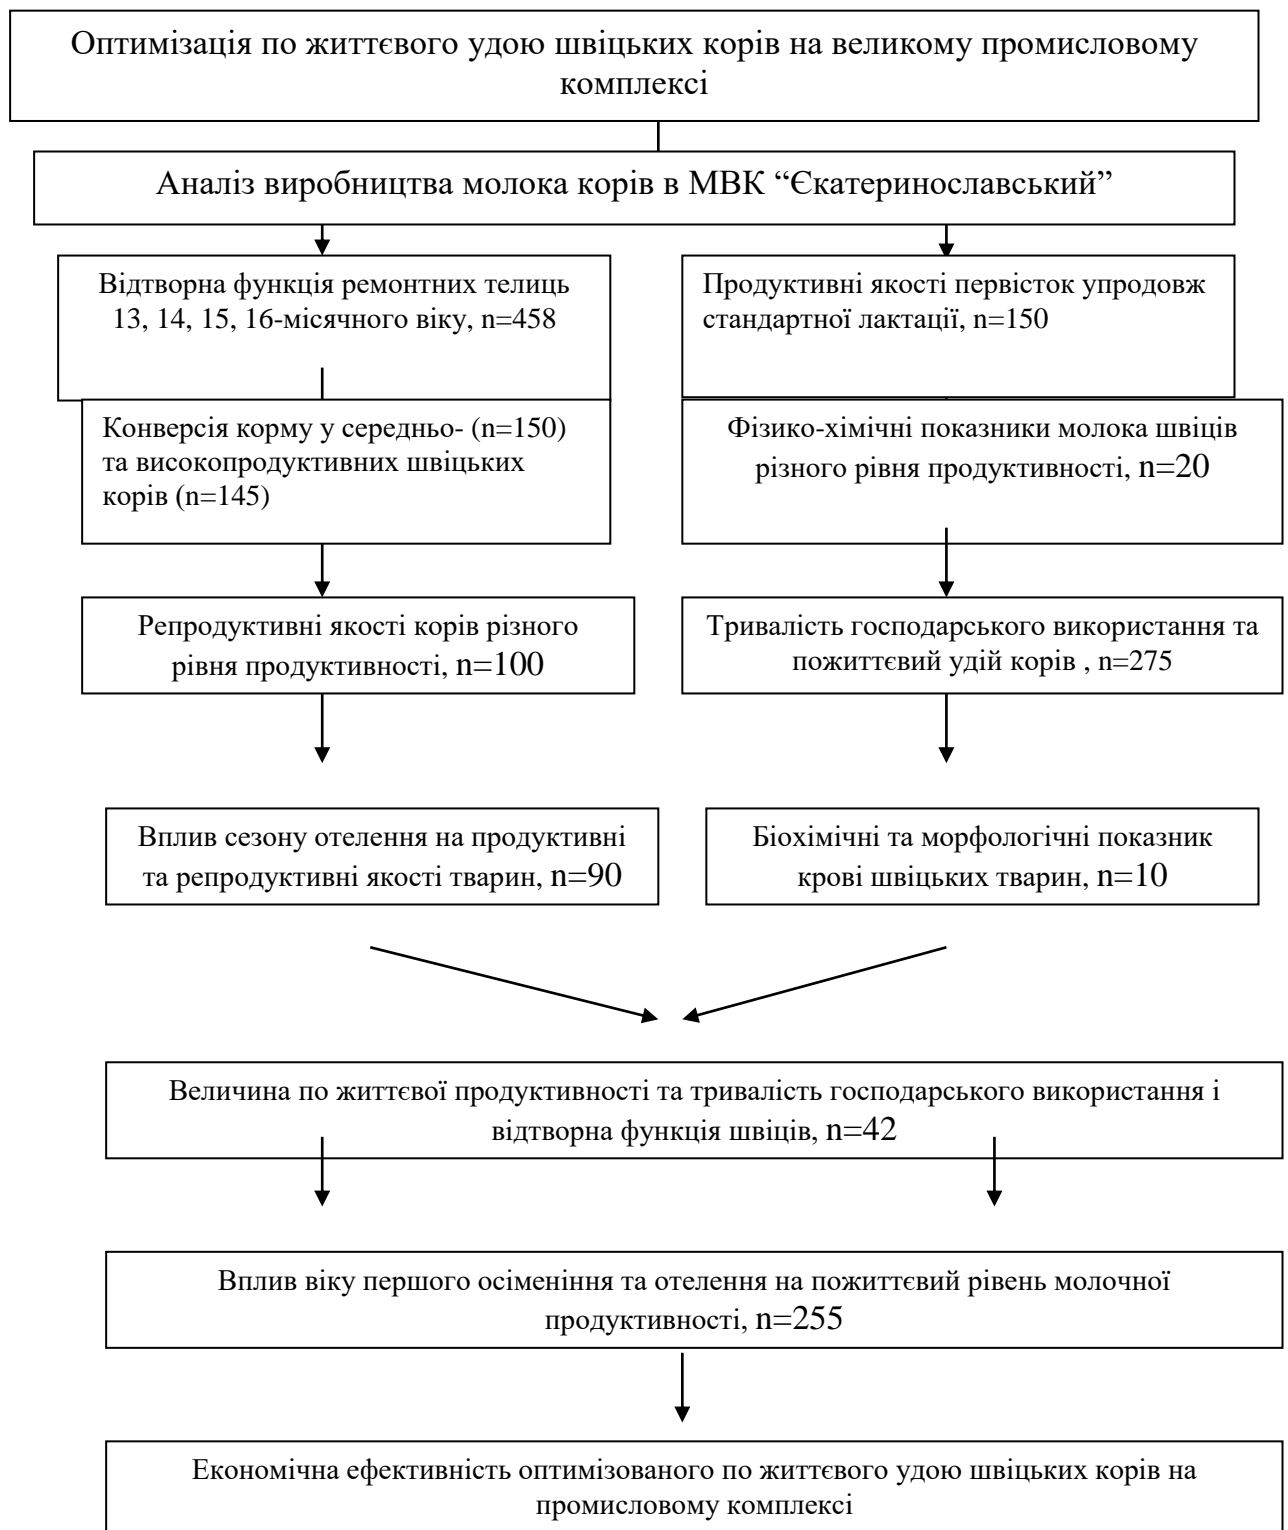 Оптимізація по життєвого удою швіцьких корів на великому промисловому
комплексі
Аналіз виробництва молока корів в МВК “Єкатеринославський”
Відтворна функція ремонтних телиць
13, 14, 15, 16-місячного віку, n=458
Продуктивні якості первісток упродовж
стандартної лактації, n=150
Конверсія корму у середньо- (n=150)
та високопродуктивних швіцьких
корів (n=145)
Фізико-хімічні показники молока швіців
різного рівня продуктивності, n=20
Репродуктивні якості корів різного
рівня продуктивності, n=100
Тривалість господарського використання та
пожиттєвий удій корів , n=275
Вплив сезону отелення на продуктивні
та репродуктивні якості тварин, n=90
Біохімічні та морфологічні показник
крові швіцьких тварин, n=10
Величина по життєвої продуктивності та тривалість господарського використання і
відтворна функція швіців, n=42
Вплив віку першого осіменіння та отелення на пожиттєвий рівень молочної
продуктивності, n=255
Економічна ефективність оптимізованого по життєвого удою швіцьких корів на
промисловому комплексі